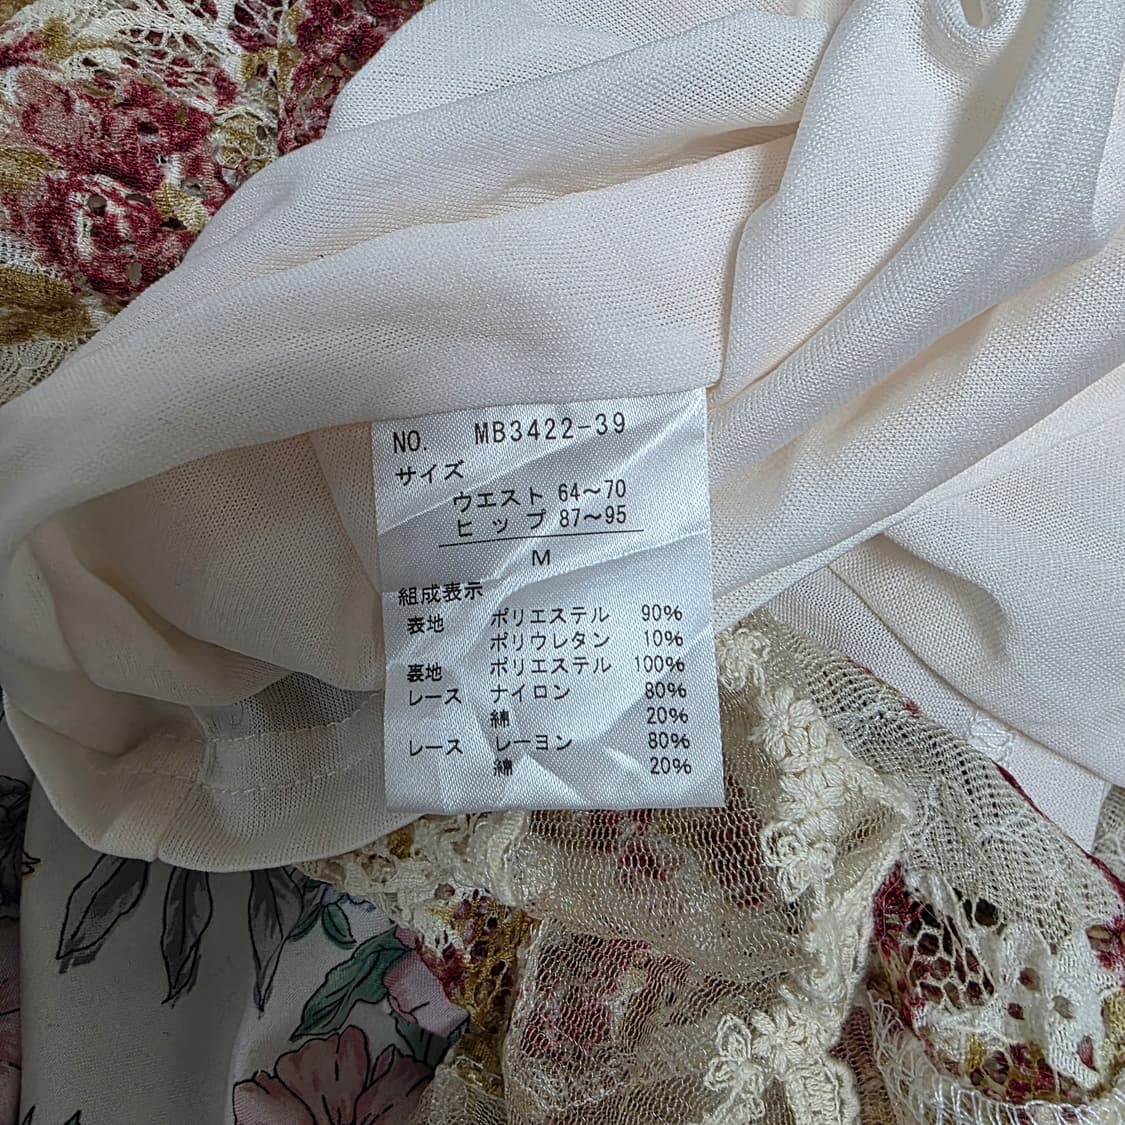 NO. MB3422-39
サイズ
ウエスト 64～70
ヒップ 87～95
M
組成表示
表地 ポリエステル 90%
ポリウレタン 10%
裏地 ポリエステル 100%
レース ナイロン 80%
綿 20%
レース レーヨン 80%
綿 20%